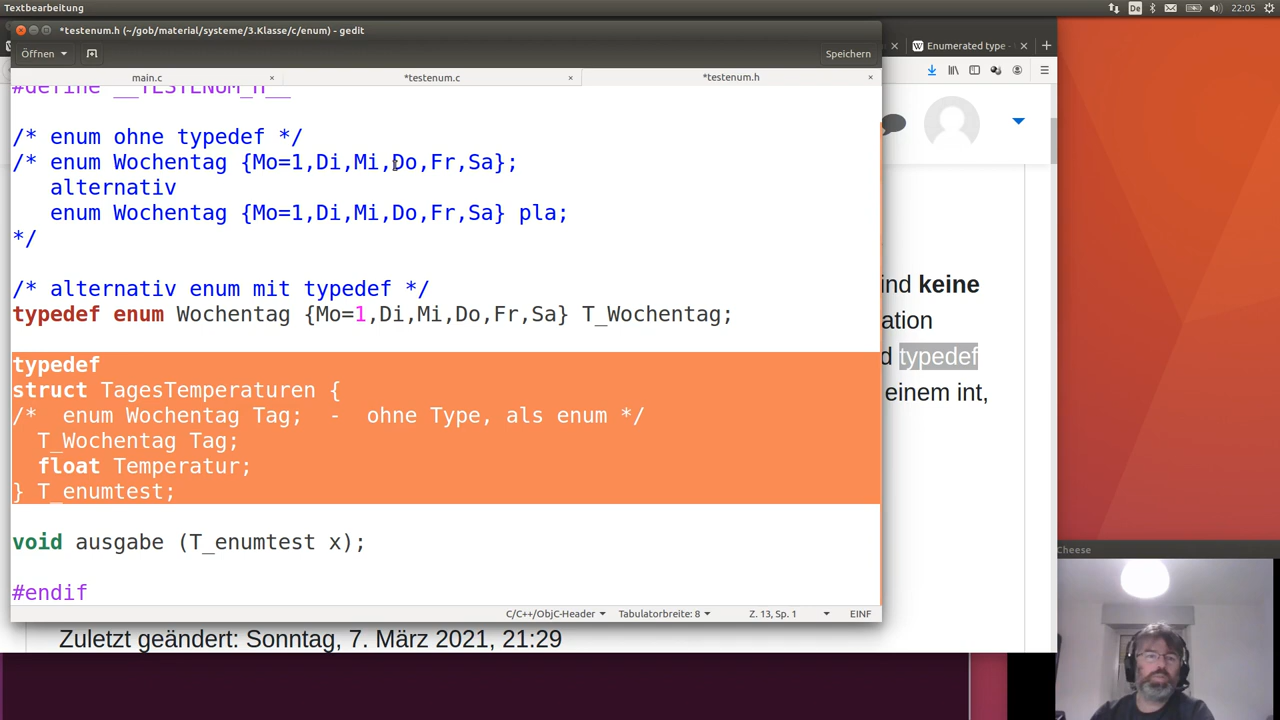 Textbearbeitung
De
22:05
*testenum.h (~/gob/material/systeme/3.Klasse/c/enum) - gedit
Öffnen
Speichern
main.c
*testenum.c
*testenum.h
Enumerated type -
#define __TESTENUM_h__
/* enum ohne typedef */
/* enum Wochentag {Mo=1,Di,Mi,Do,Fr,Sa};
alternativ
enum Wochentag {Mo=1,Di,Mi,Do,Fr,Sa} pla;
*/
/* alternativ enum mit typedef */
typedef enum Wochentag {Mo=1,Di,Mi,Do,Fr,Sa} T_Wochentag;
typedef
struct TagesTemperaturen {
/*  enum Wochentag Tag;  -  ohne Type, als enum */
T_Wochentag Tag;
float Temperatur;
} T_enumtest;
void ausgabe (T_enumtest x);
#endif
C/C++/ObjC-Header
Tabulatorbreite: 8
Z. 13, Sp. 1
EINF
ind keine
ation
d typedef
einem int,
Zuletzt geändert: Sonntag, 7. März 2021, 21:29
Cheese